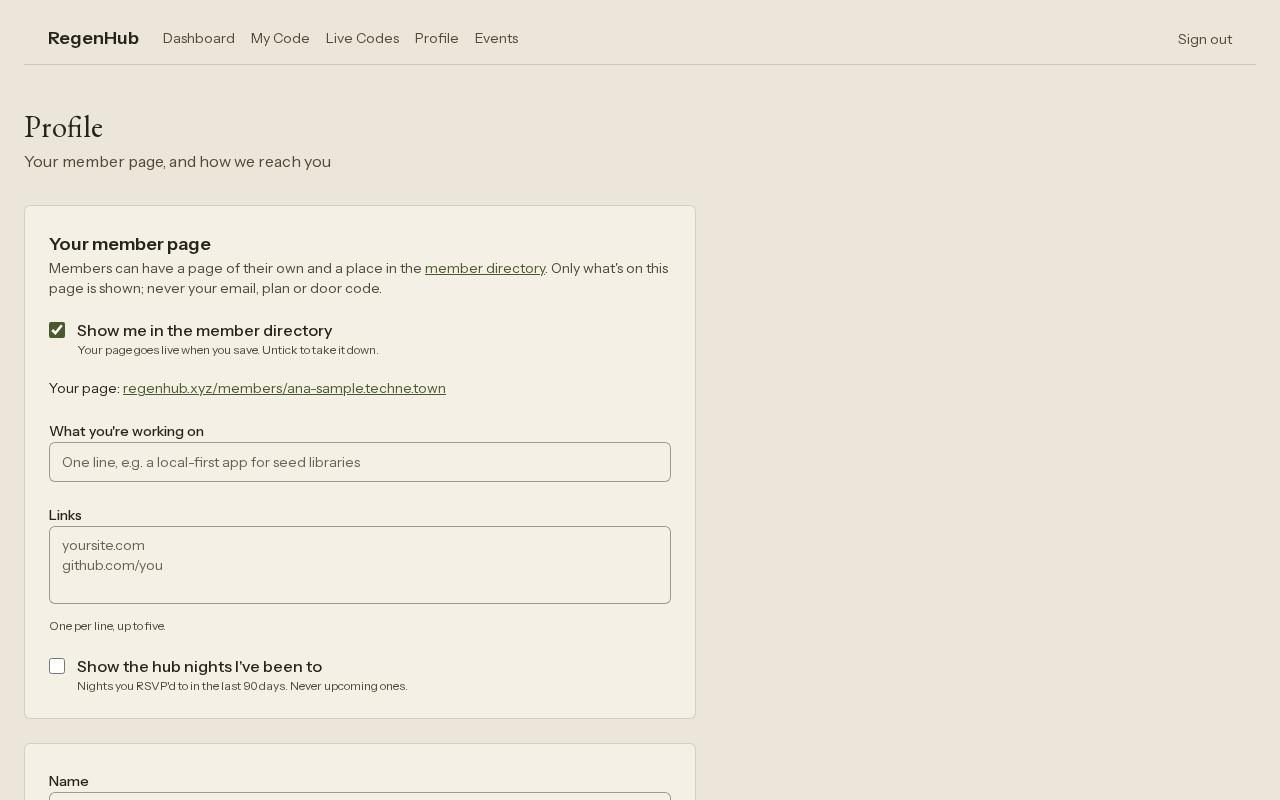 RegenHub Dashboard My Code Live Codes Profile Events Sign out
Profile
Your member page, and how we reach you
Your member page
Members can have a page of their own and a place in the member directory. Only what's on this
page is shown; never your email, plan or door code.
Show me in the member directory
Your page goes live when you save. Untick to take it down.
Your page: regenhub.xyz/members/ana-sample.techne.town
What you're working on
One line, e.g. a local-first app for seed libraries
Links
yoursite.com
github.com/you
One per line, up to five.
Show the hub nights I've been to
Nights you RSVP'd to in the last 90 days. Never upcoming ones.
Name